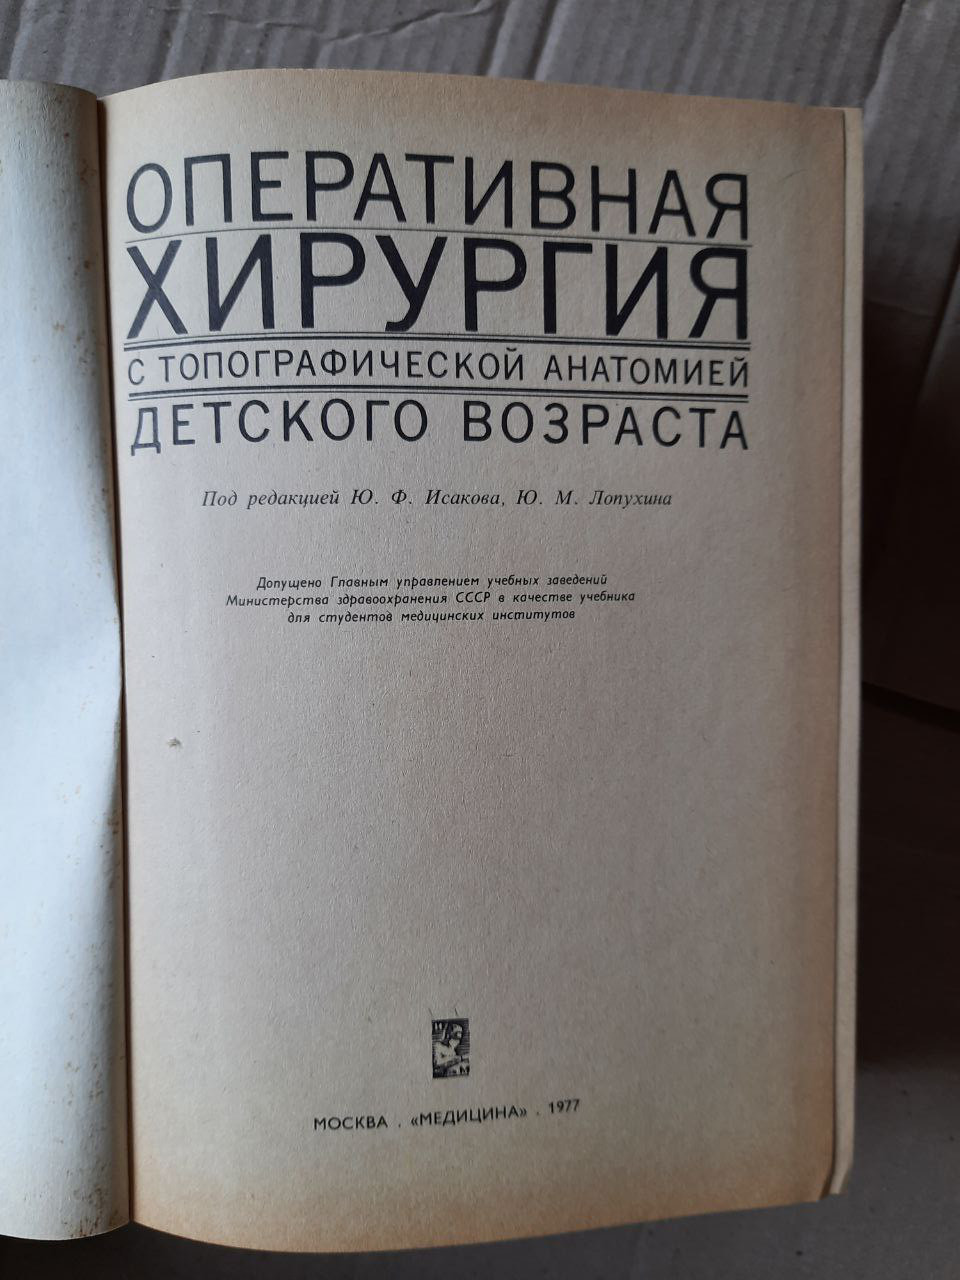 ОПЕРАТИВНАЯ
ХИРУРГИЯ
С ТОПОГРАФИЧЕСКОЙ АНАТОМИЕЙ
ДЕТСКОГО ВОЗРАСТА
Под редакцией Ю. Ф. Исакова, Ю. М. Лопухина
Допущено Главным управлением учебных заведений
Министерства здравоохранения СССР в качестве учебника
для студентов медицинских институтов
МОСКВА . «МЕДИЦИНА» . 1977